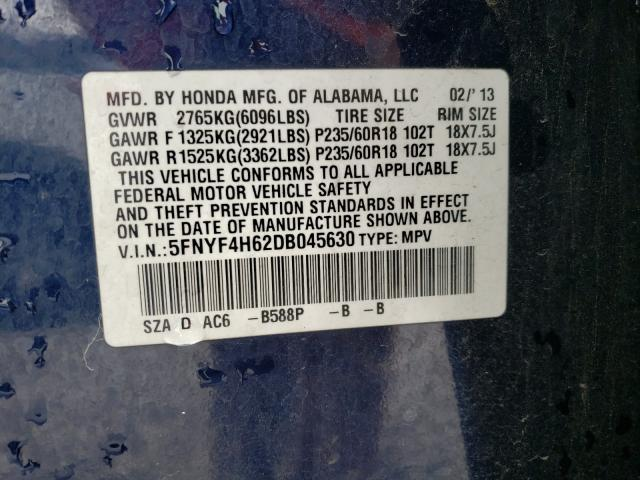 MFD. BY HONDA MFG. OF ALABAMA, LLC 02/'13
GVWR 2765KG(6096LBS) TIRE SIZE RIM SIZE
GAWR F 1325KG(2921LBS) P235/60R18 102T 18X7.5J
GAWR R 1525KG(3362LBS) P235/60R18 102T 18X7.5J
THIS VEHICLE CONFORMS TO ALL APPLICABLE
FEDERAL MOTOR VEHICLE SAFETY
AND THEFT PREVENTION STANDARDS IN EFFECT
ON THE DATE OF MANUFACTURE SHOWN ABOVE.
V.I.N.: 5FNYF4H62DB045630 TYPE: MPV
SZA D AC6 -B588P -B -B